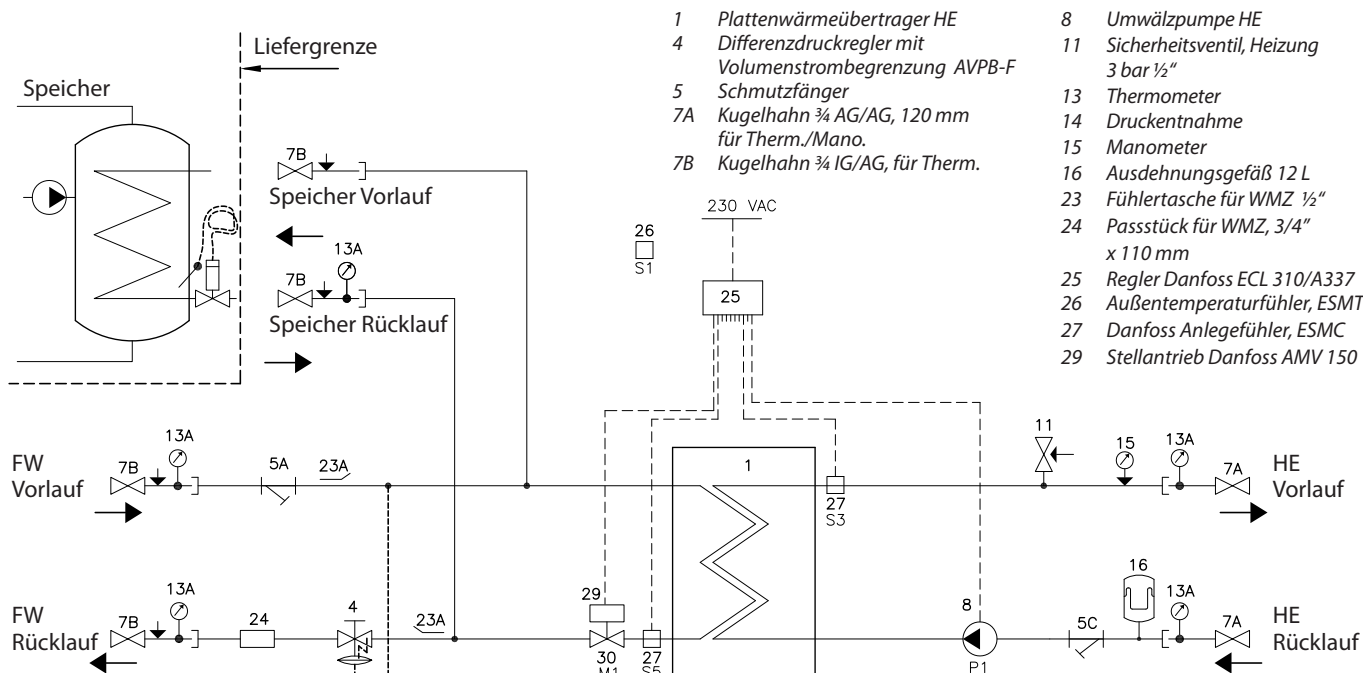 1 Plattenwärmeübertrager HE
4 Differenzdruckregler mit
Volumenstrombegrenzung AVPB-F
5 Schmutzfänger
7A Kugelhahn ¾ AG/AG, 120 mm
für Therm./Mano.
7B Kugelhahn ¾ IG/AG, für Therm.
8 Umwälzpumpe HE
11 Sicherheitsventil, Heizung
3 bar ½“
13 Thermometer
14 Druckentnahme
15 Manometer
16 Ausdehnungsgefäß 12 L
23 Fühlertasche für WMZ ½“
24 Passstück für WMZ, 3/4”
x 110 mm
25 Regler Danfoss ECL 310/A337
26 Außentemperaturfühler, ESMT
27 Danfoss Anlegefühler, ESMC
29 Stellantrieb Danfoss AMV 150
Liefergrenze
Speicher
7B
Speicher Vorlauf
13A
7B
Speicher Rücklauf
26
S1
230 VAC
25
FW
Vorlauf
7B
13A
5A
23A
1
27
S3
11
15
13A
7A
HE
Vorlauf
FW
Rücklauf
7B
13A
24
4
23A
29
30
M1
27
S5
8
P1
5C
16
13A
7A
HE
Rücklauf